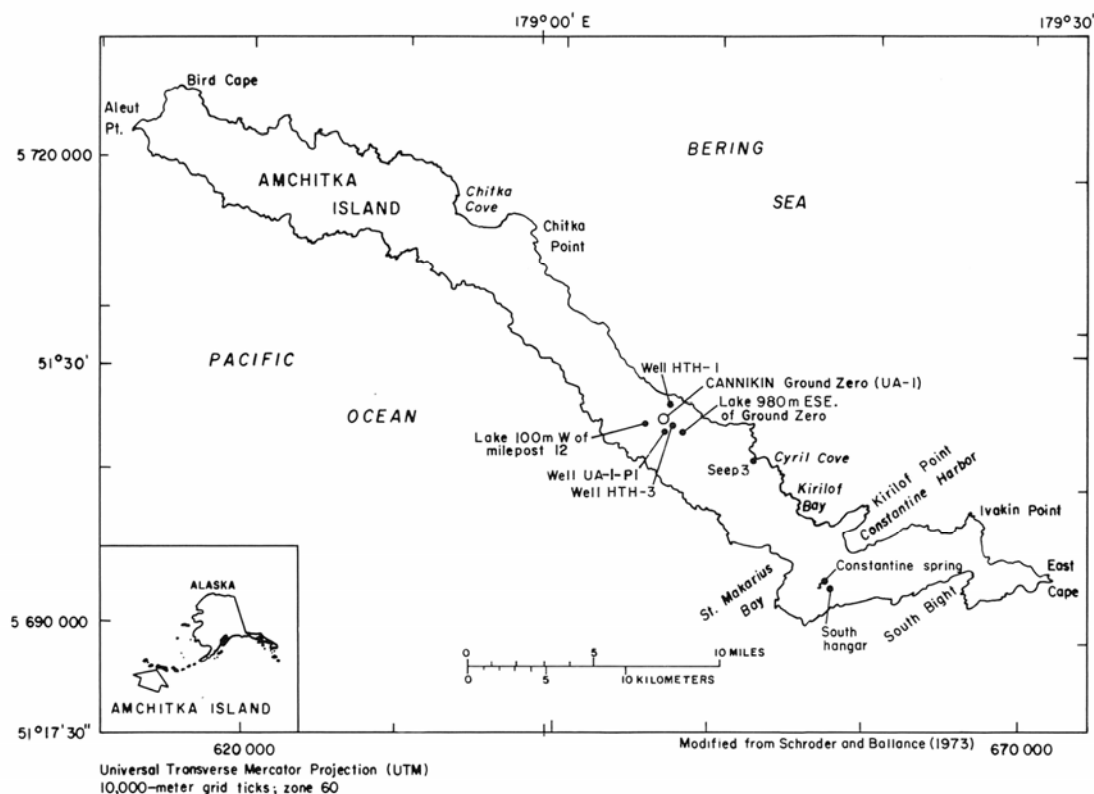 179°00' E
179°30'
Bird Cape
Aleut
Pt.
5 720 000
BERING
SEA
AMCHITKA
ISLAND
Chitka
Cove
Chitka
Point
PACIFIC
OCEAN
51°30'
Well HTH-1
CANNIKIN Ground Zero (UA-1)
Lake 980m ESE.
of Ground Zero
Lake 100m W of
milepost 12
Well UA-1-P1
Well HTH-3
Seep 3
Cyril Cove
Kirilof
Bay
Kirilof Point
Constantine Harbor
Ivakin Point
East
Cape
Constantine spring
St. Makarius
Bay
South Bight
South
hangar
5 690 000
0 5 10 MILES
0 5 10 KILOMETERS
ALASKA
AMCHITKA ISLAND
51°17'30"
620 000
Modified from Schroder and Ballance (1973)
670 000
Universal Transverse Mercator Projection (UTM)
10,000-meter grid ticks; zone 60